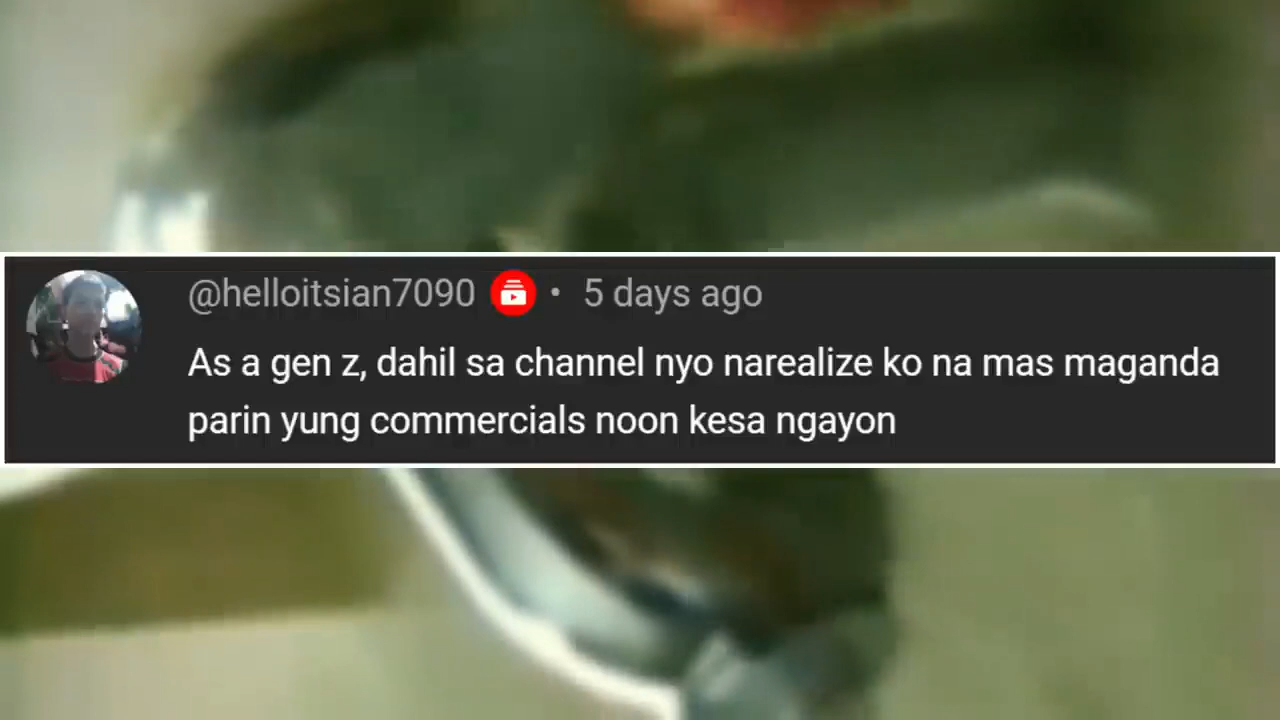 @helloitsian7090 • 5 days ago
As a gen z, dahil sa channel nyo narealize ko na mas maganda
parin yung commercials noon kesa ngayon